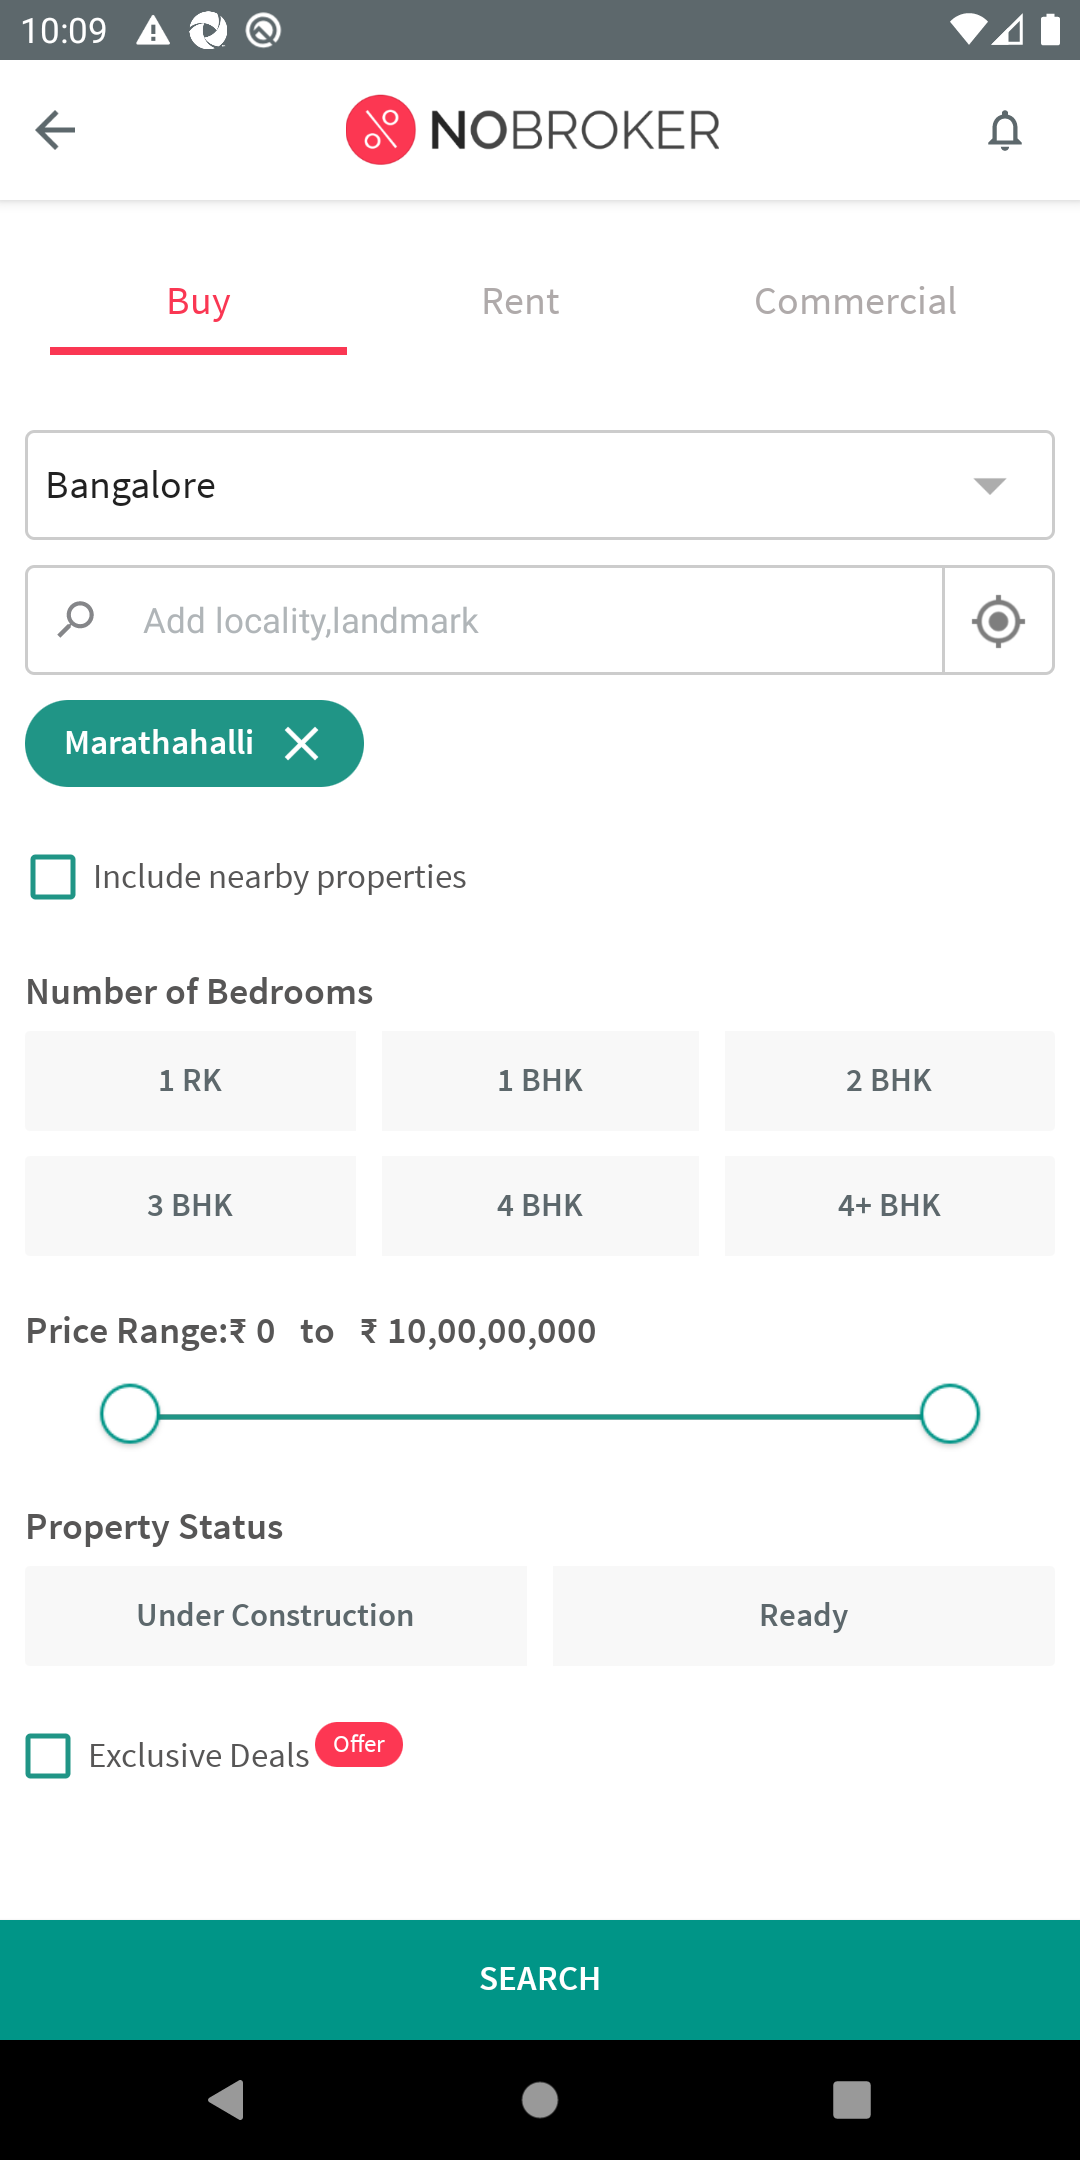 10:09
NOBROKER
Buy Rent Commercial
Bangalore
Add locality,landmark
Marathahalli
Include nearby properties
Number of Bedrooms
1 RK 1 BHK 2 BHK
3 BHK 4 BHK 4+ BHK
Price Range:₹ 0 to ₹ 10,00,00,000
Property Status
Under Construction Ready
Exclusive Deals Offer
SEARCH